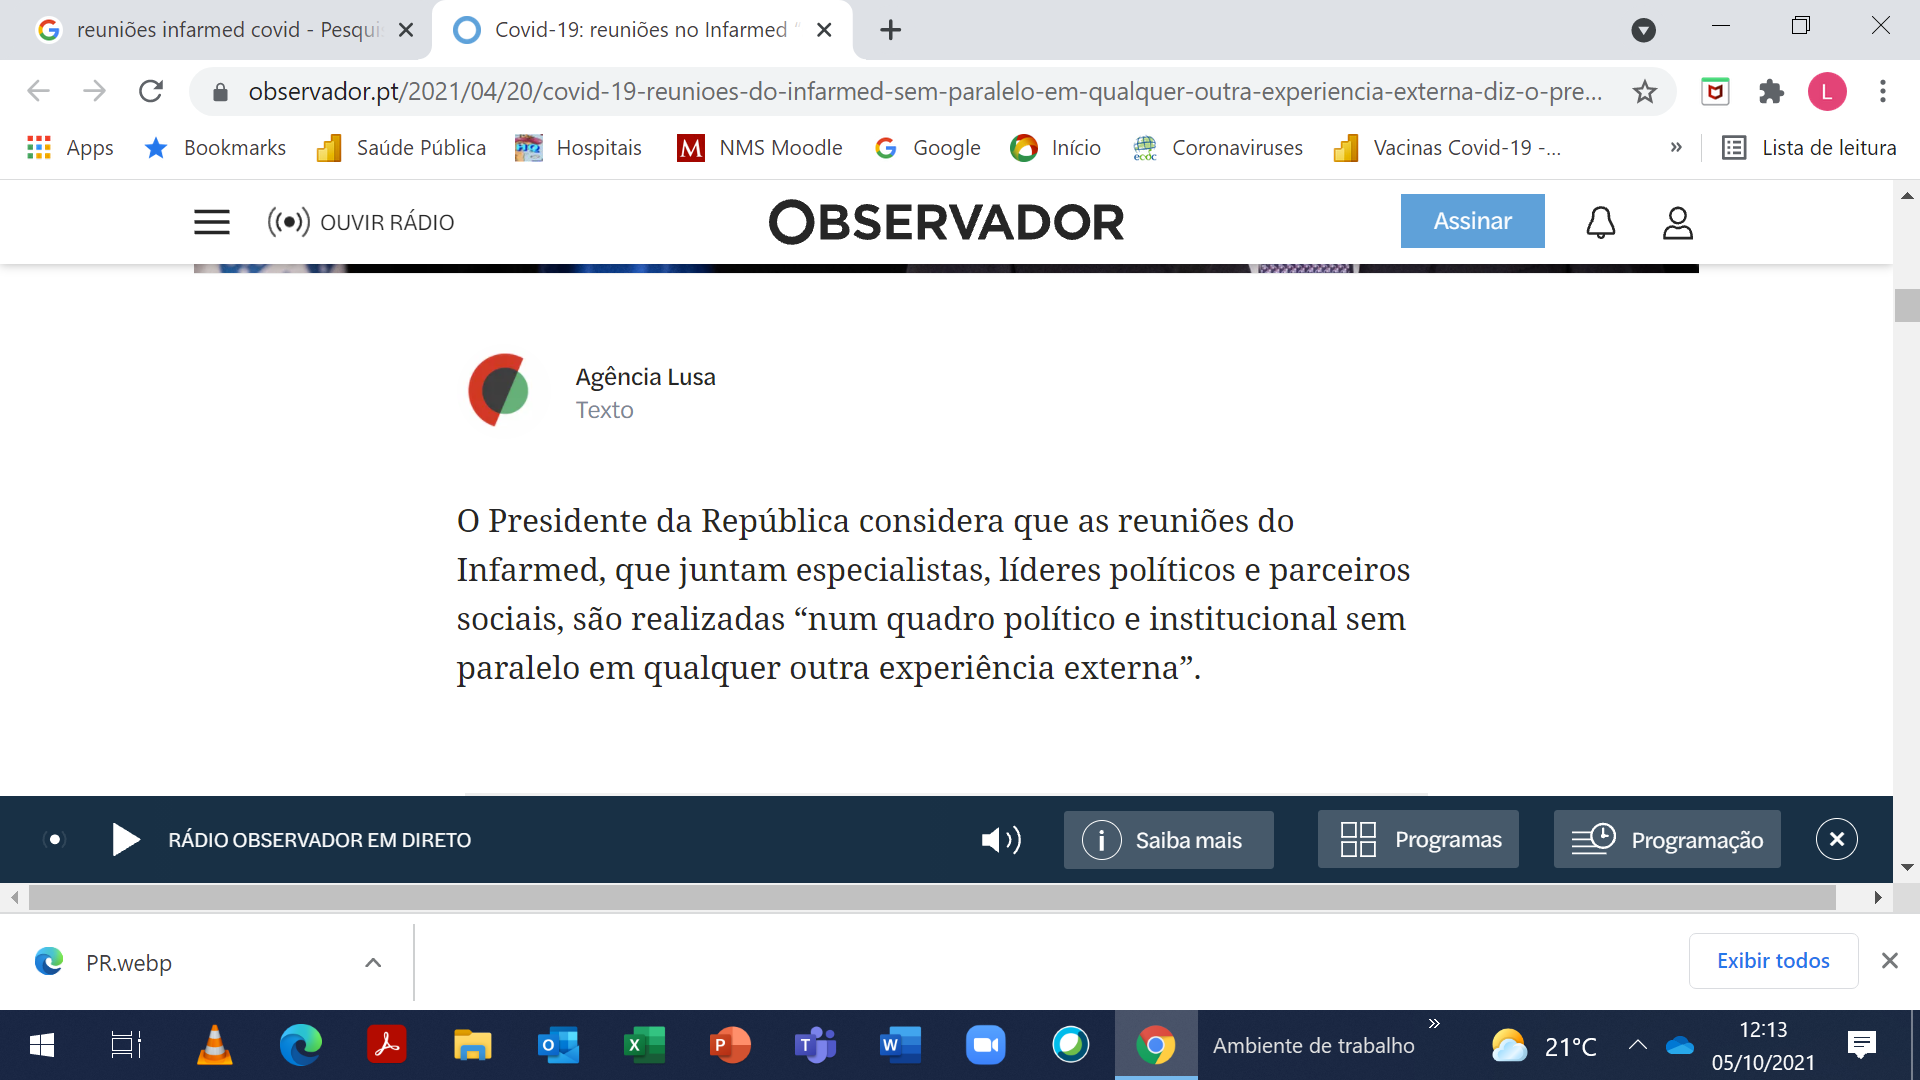 reuniões infarmed covid - Pesqui
Covid-19: reuniões no Infarmed “
observador.pt/2021/04/20/covid-19-reunioes-do-infarmed-sem-paralelo-em-qualquer-outra-experiencia-externa-diz-o-pre...
L
Apps
Bookmarks
Saúde Pública
Hospitais
M
NMS Moodle
Google
Início
ecdc
Coronaviruses
Vacinas Covid-19 -...
»
Lista de leitura
OUVIR RÁDIO
OBSERVADOR
Assinar
Agência Lusa
Texto
O Presidente da República considera que as reuniões do
Infarmed, que juntam especialistas, líderes políticos e parceiros
sociais, são realizadas “num quadro político e institucional sem
paralelo em qualquer outra experiência externa”.
RÁDIO OBSERVADOR EM DIRETO
Saiba mais
Programas
Programação
PR.webp
Exibir todos
Ambiente de trabalho
»
21°C
12:13
05/10/2021